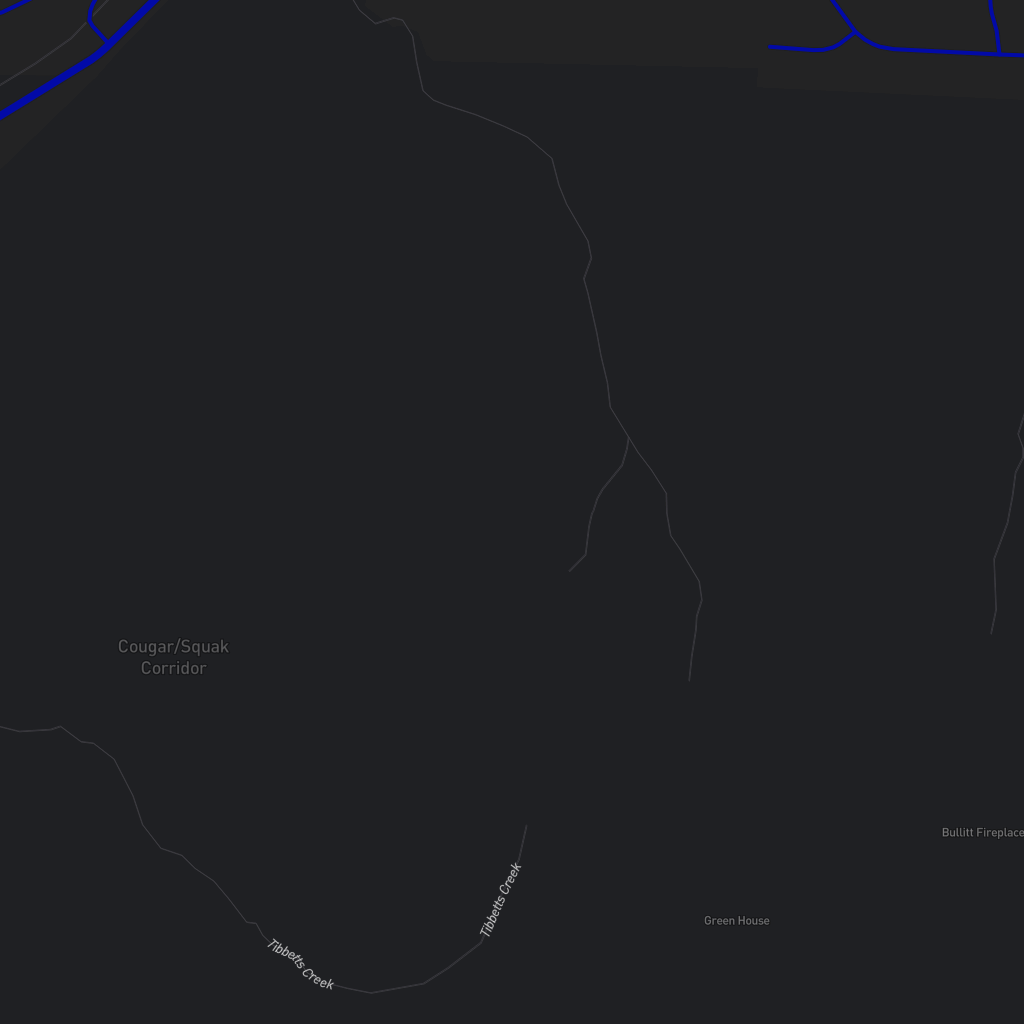 Cougar/Squak
Corridor
Bullitt Fireplace
Tibbetts Creek
Green House
Tibbetts Creek